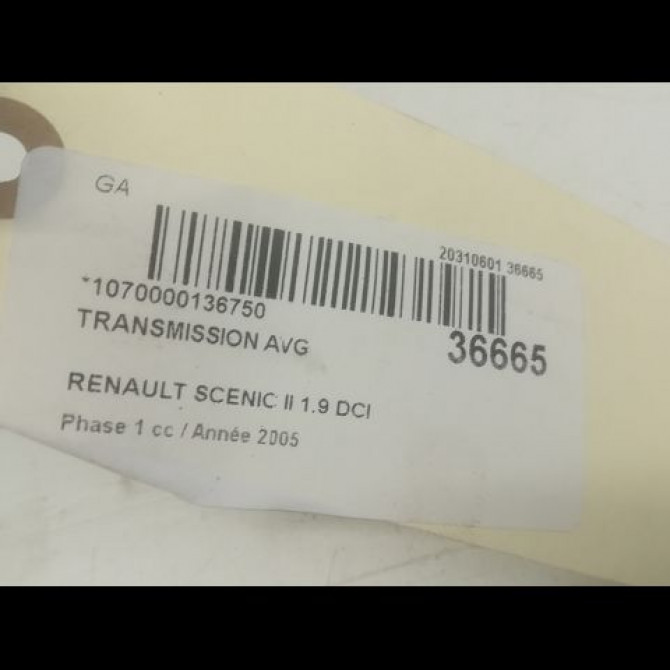 GA
20310601 36665
*1070000136750
TRANSMISSION AVG
36665
RENAULT SCENIC II 1.9 DCI
Phase 1 cc / Année 2005